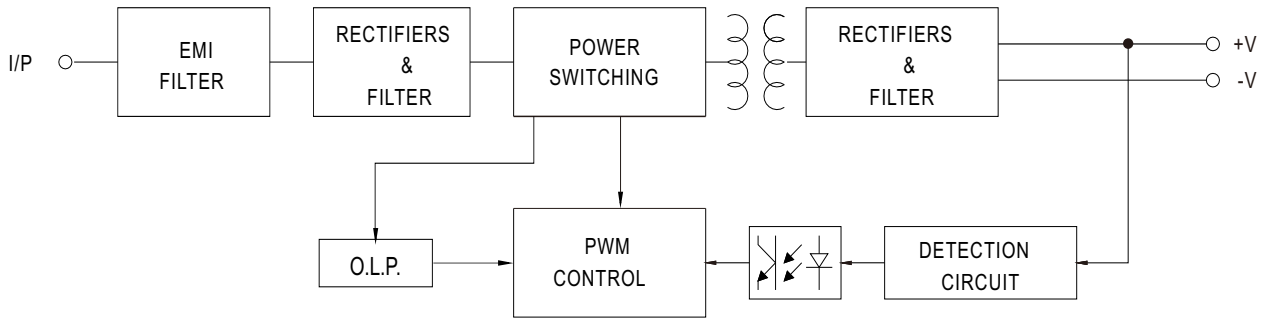 I/P
EMI
FILTER
RECTIFIERS
&
FILTER
POWER
SWITCHING
RECTIFIERS
&
FILTER
+V
-V
O.L.P.
PWM
CONTROL
DETECTION
CIRCUIT